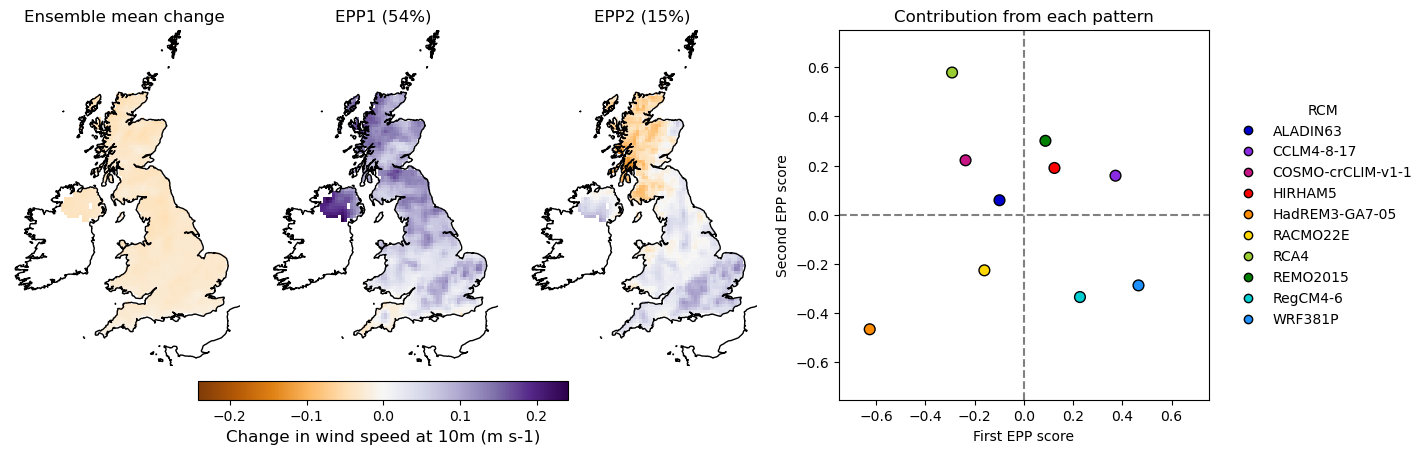 Ensemble mean change
EPP1 (54%)
EPP2 (15%)
Contribution from each pattern
0.6
0.4
0.2
0.0
−0.2
−0.4
−0.6
Second EPP score
−0.6
−0.4
−0.2
0.0
0.2
0.4
0.6
First EPP score
RCM
ALADIN63
CCLM4-8-17
COSMO-crCLIM-v1-1
HIRHAM5
HadREM3-GA7-05
RACMO22E
RCA4
REMO2015
RegCM4-6
WRF381P
−0.2
−0.1
0.0
0.1
0.2
Change in wind speed at 10m (m s-1)